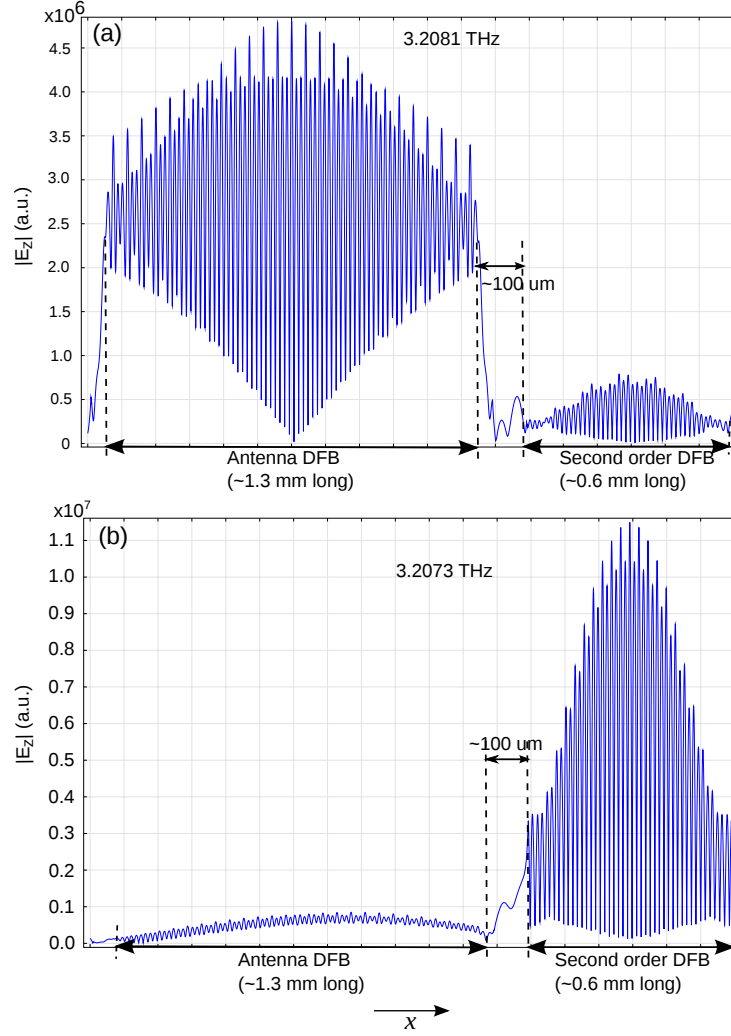 x10⁶
(a)
3.2081 THz
4.5
4.0
3.5
3.0
2.5
2.0
1.5
1.0
0.5
0
|E_Z| (a.u.)
~100 um
Antenna DFB
(~1.3 mm long)
Second order DFB
(~0.6 mm long)
x10⁷
(b)
3.2073 THz
1.1
1.0
0.9
0.8
0.7
0.6
0.5
0.4
0.3
0.2
0.1
0.0
|E_Z| (a.u.)
~100 um
Antenna DFB
(~1.3 mm long)
Second order DFB
(~0.6 mm long)
x